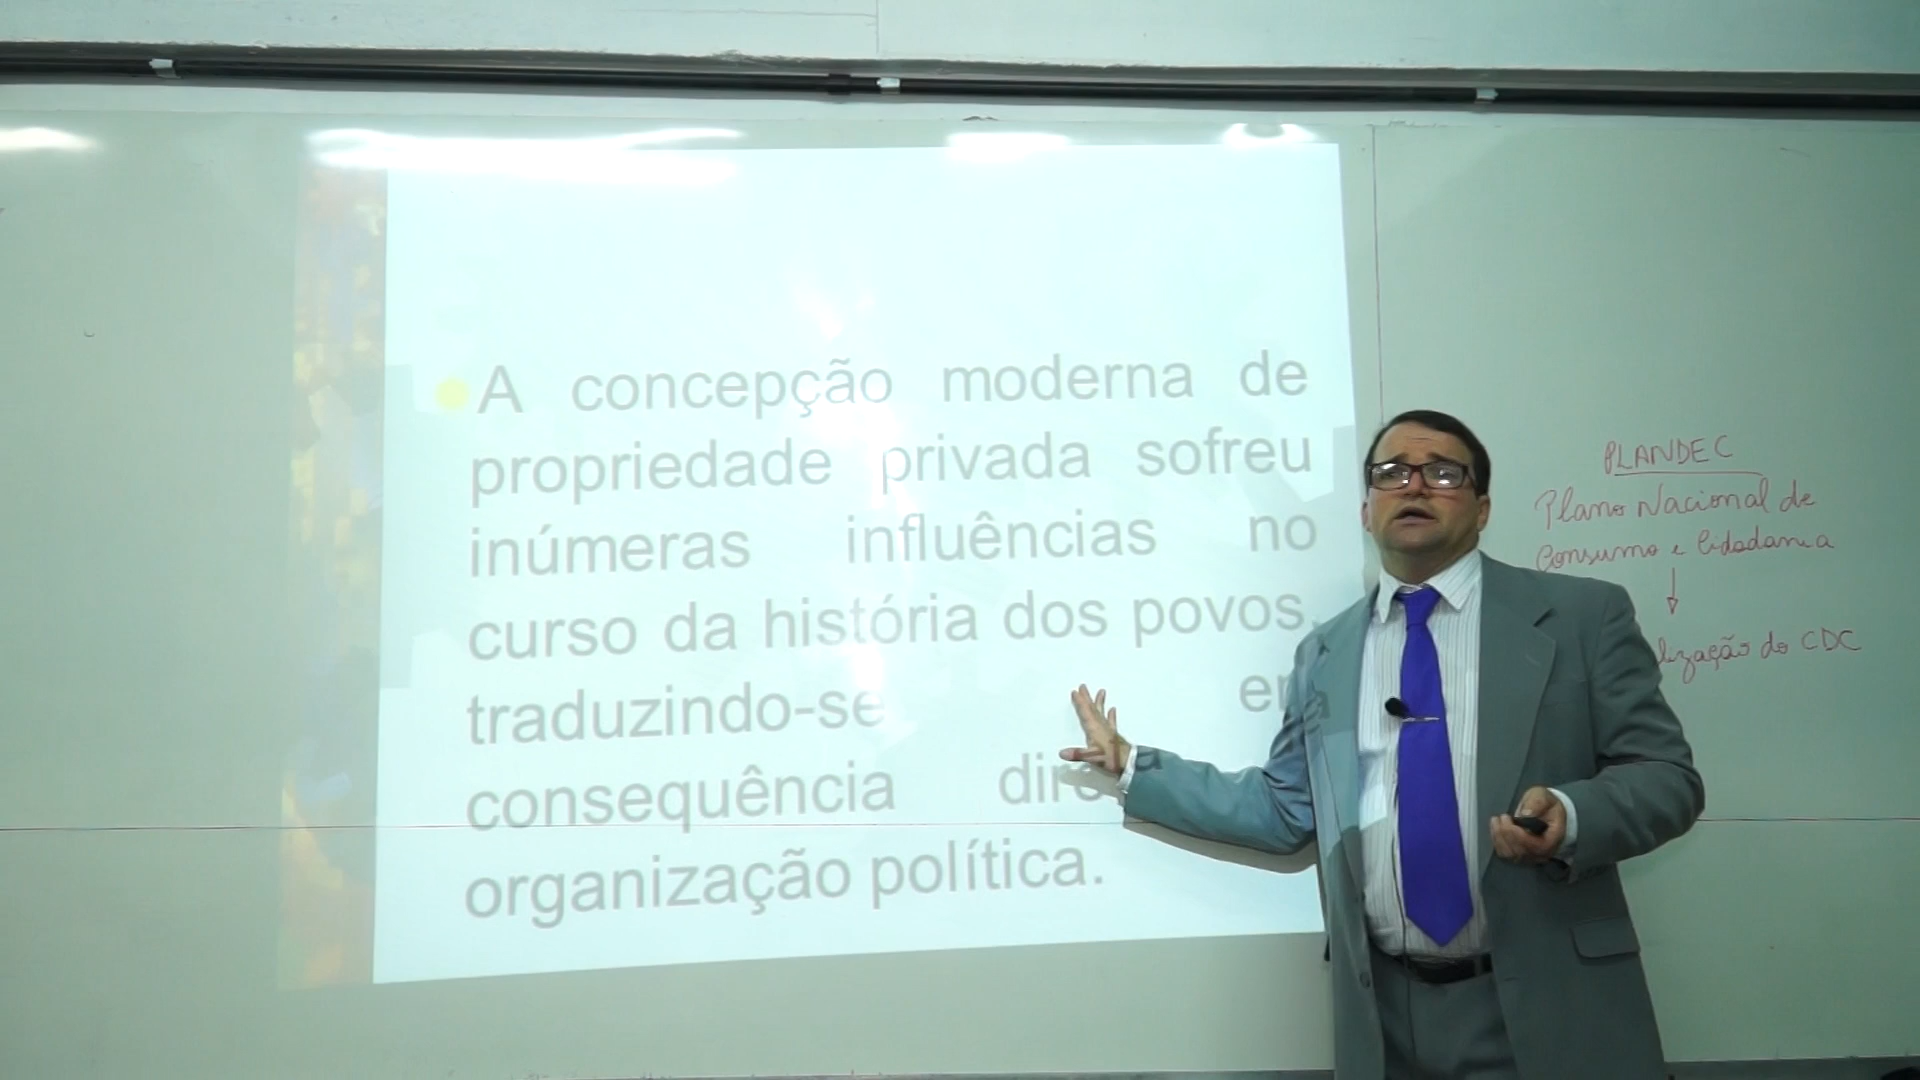 A concepção moderna de
propriedade privada sofreu
inúmeras influências no
curso da história dos povos,
traduzindo-se em
consequência
organização política.
PLANDEC
Plano Nacional de
Consumo e Cidadania
lização do CDC